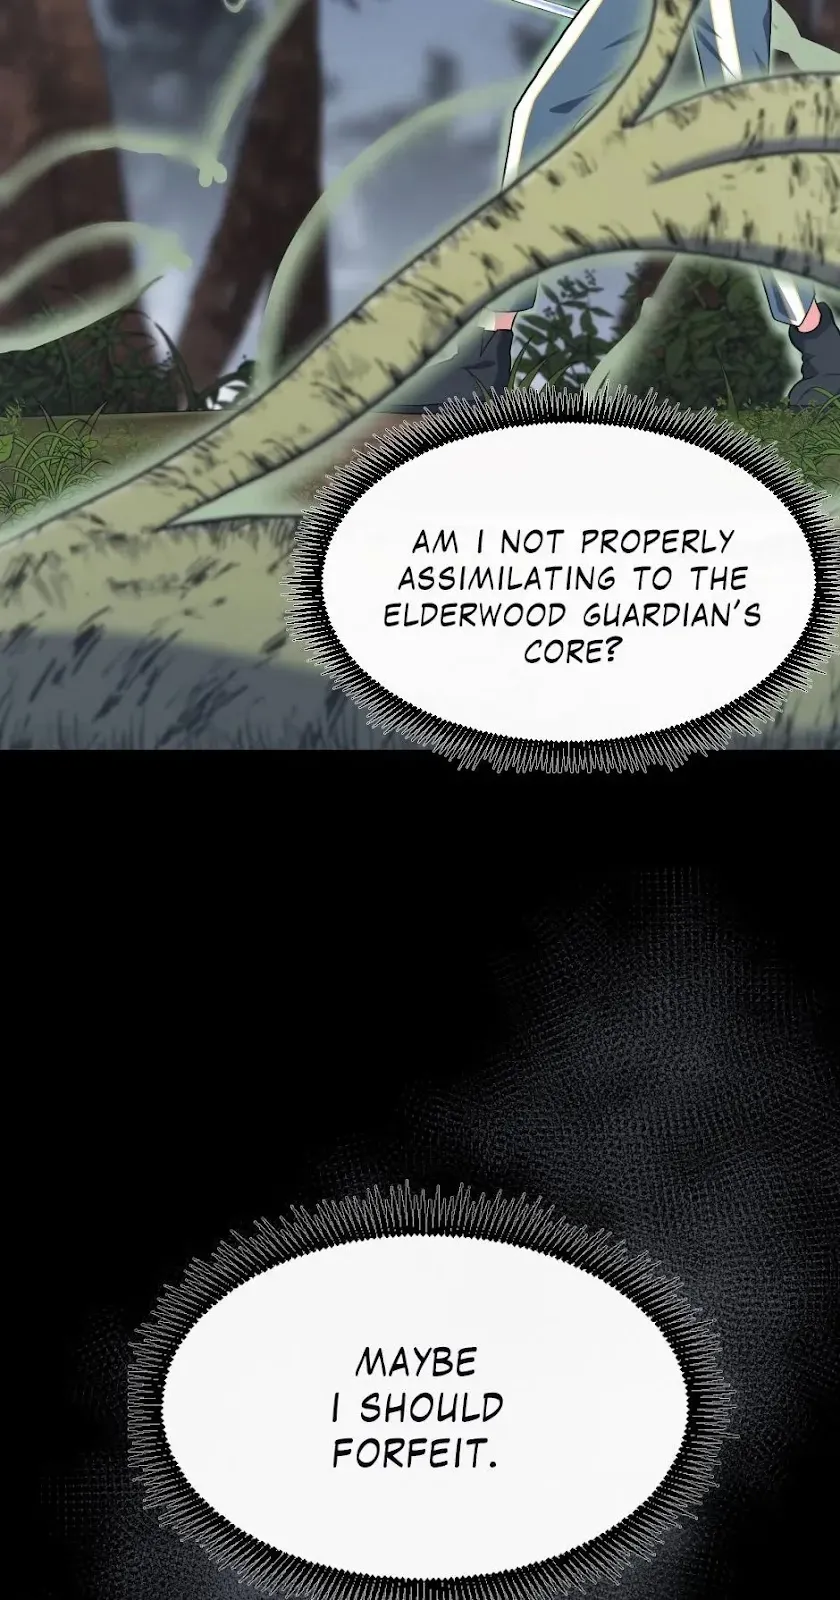 AM I NOT PROPERLY
ASSIMILATING TO THE
ELDERWOOD GUARDIAN'S
CORE?
MAYBE
I SHOULD
FORFEIT.